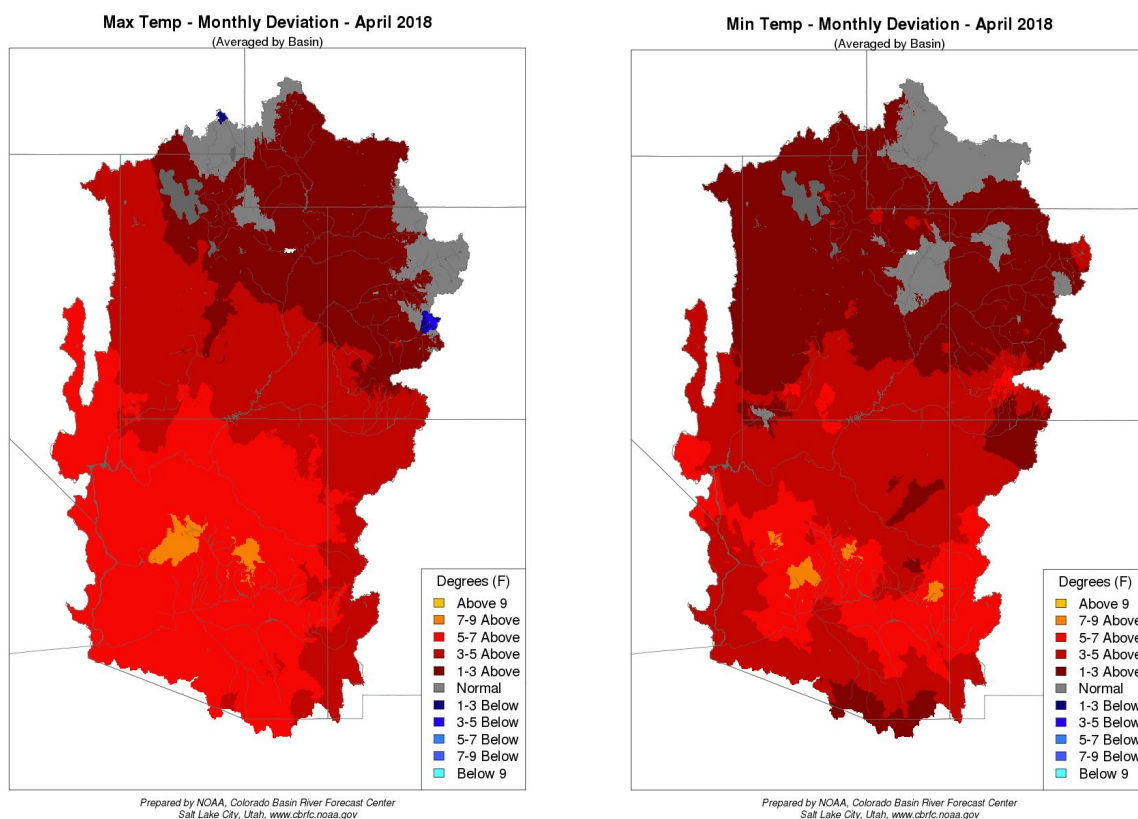 Max Temp - Monthly Deviation - April 2018
(Averaged by Basin)
Degrees (F)
Above 9
7-9 Above
5-7 Above
3-5 Above
1-3 Above
Normal
1-3 Below
3-5 Below
5-7 Below
7-9 Below
Below 9
Prepared by NOAA, Colorado Basin River Forecast Center
Salt Lake City, Utah, www.cbrfc.noaa.gov
Min Temp - Monthly Deviation - April 2018
(Averaged by Basin)
Degrees (F)
Above 9
7-9 Above
5-7 Above
3-5 Above
1-3 Above
Normal
1-3 Below
3-5 Below
5-7 Below
7-9 Below
Below 9
Prepared by NOAA, Colorado Basin River Forecast Center
Salt Lake City, Utah, www.cbrfc.noaa.gov